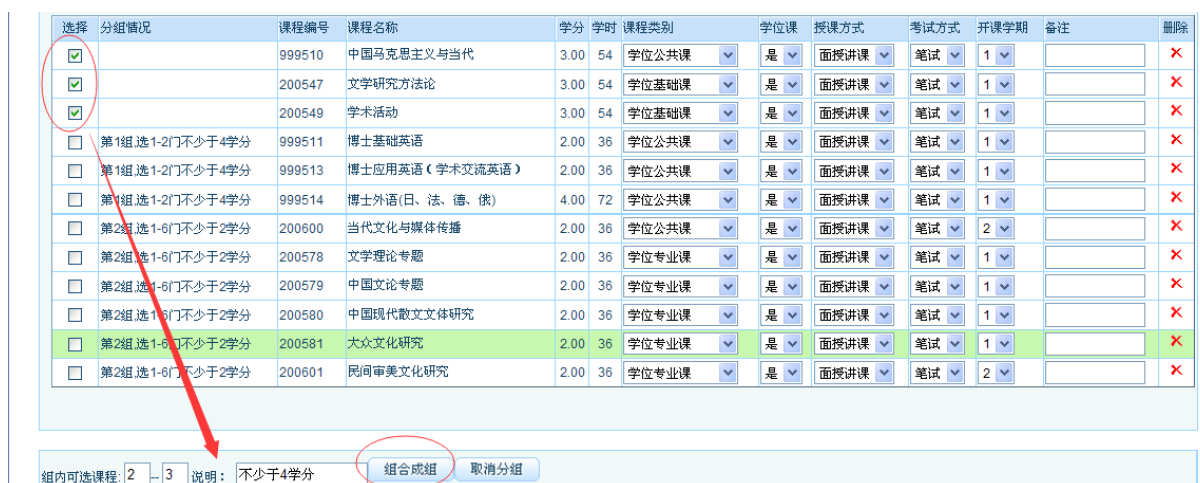 选择 分组情况 课程编号 课程名称 学分 学时 课程类别 学位课 授课方式 考试方式 开课学期 备注 删除
999510 中国马克思主义与当代 3.00 54 学位公共课 是 面授讲课 笔试 1
200547 文学研究方法论 3.00 54 学位基础课 是 面授讲课 笔试 1
200549 学术活动 3.00 54 学位基础课 是 面授讲课 笔试 1
第1组,选1-2门不少于4学分 999511 博士基础英语 2.00 36 学位公共课 是 面授讲课 笔试 1
第1组,选1-2门不少于4学分 999513 博士应用英语（学术交流英语） 2.00 36 学位公共课 是 面授讲课 笔试 1
第1组,选1-2门不少于4学分 999514 博士外语(日、法、德、俄) 4.00 72 学位公共课 是 面授讲课 笔试 1
第2组,选1-6门不少于2学分 200600 当代文化与媒体传播 2.00 36 学位公共课 是 面授讲课 笔试 2
第2组,选1-6门不少于2学分 200578 文学理论专题 2.00 36 学位专业课 是 面授讲课 笔试 1
第2组,选1-6门不少于2学分 200579 中国文论专题 2.00 36 学位专业课 是 面授讲课 笔试 1
第2组,选1-6门不少于2学分 200580 中国现代散文文体研究 2.00 36 学位专业课 是 面授讲课 笔试 1
第2组,选1-6门不少于2学分 200581 大众文化研究 2.00 36 学位专业课 是 面授讲课 笔试 1
第2组,选1-6门不少于2学分 200601 民间审美文化研究 2.00 36 学位专业课 是 面授讲课 笔试 2
组内可选课程: 2 -- 3 说明： 不少于4学分 组合成组 取消分组